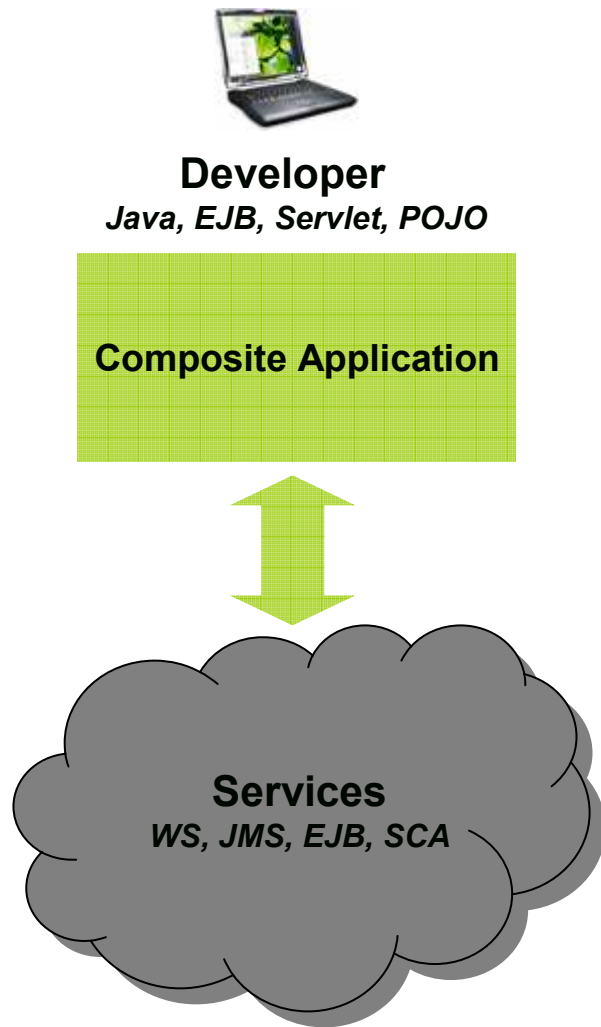 Developer
Java, EJB, Servlet, POJO
Composite Application
Services
WS, JMS, EJB, SCA